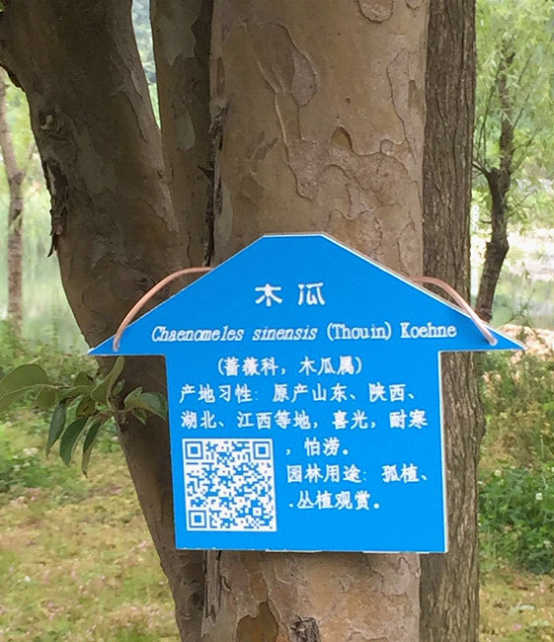 木瓜
Chaenomeles sinensis (Thouin) Koehne
(蔷薇科，木瓜属)
产地习性：原产山东、陕西、
湖北、江西等地，喜光，耐寒
，怕涝。
园林用途：孤植、
、丛植观赏。